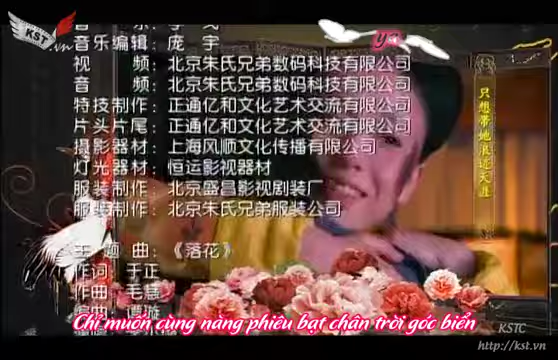 KST.vn
音乐编辑：庞 宇
视 频：北京朱氏兄弟数码科技有限公司
音 频：北京朱氏兄弟数码科技有限公司
特技制作：正通亿和文化艺术交流有限公司
片头片尾：正通亿和文化艺术交流有限公司
摄影器材：上海风顺文化传播有限公司
灯光器材：恒运影视器材
服装制作：北京盛昌影视剧装厂
服装制作：北京朱氏兄弟服装公司
主 题 曲：《落花》
作词：于正
作曲：毛慧
只想帶她浪迹天涯
Chỉ muốn cùng nàng phiêu bạt chân trời góc biển
KSTC
http://kst.vn